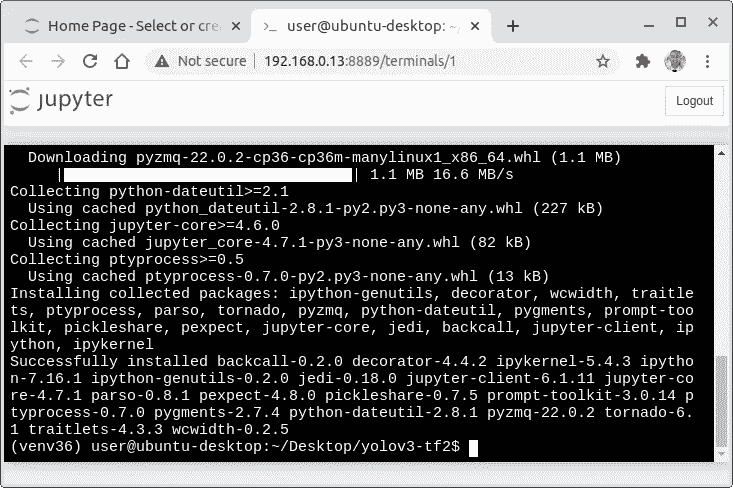 Home Page - Select or cre
user@ubuntu-desktop: ~
Not secure | 192.168.0.13:8889/terminals/1
jupyter
Logout
Downloading pyzmq-22.0.2-cp36-cp36m-manylinux1_x86_64.whl (1.1 MB)
| | 1.1 MB 16.6 MB/s
Collecting python-dateutil>=2.1
Using cached python_dateutil-2.8.1-py2.py3-none-any.whl (227 kB)
Collecting jupyter-core>=4.6.0
Using cached jupyter_core-4.7.1-py3-none-any.whl (82 kB)
Collecting ptyprocess>=0.5
Using cached ptyprocess-0.7.0-py2.py3-none-any.whl (13 kB)
Installing collected packages: ipython-genutils, decorator, wcwidth, traitle
ts, ptyprocess, parso, tornado, pyzmq, python-dateutil, pygments, prompt-too
lkit, pickleshare, pexpect, jupyter-core, jedi, backcall, jupyter-client, ip
ython, ipykernel
Successfully installed backcall-0.2.0 decorator-4.4.2 ipykernel-5.4.3 ipytho
n-7.16.1 ipython-genutils-0.2.0 jedi-0.18.0 jupyter-client-6.1.11 jupyter-co
re-4.7.1 parso-0.8.1 pexpect-4.8.0 pickleshare-0.7.5 prompt-toolkit-3.0.14 p
typrocess-0.7.0 pygments-2.7.4 python-dateutil-2.8.1 pyzmq-22.0.2 tornado-6.
1 traitlets-4.3.3 wcwidth-0.2.5
(venv36) user@ubuntu-desktop:~/Desktop/yolov3-tf2$